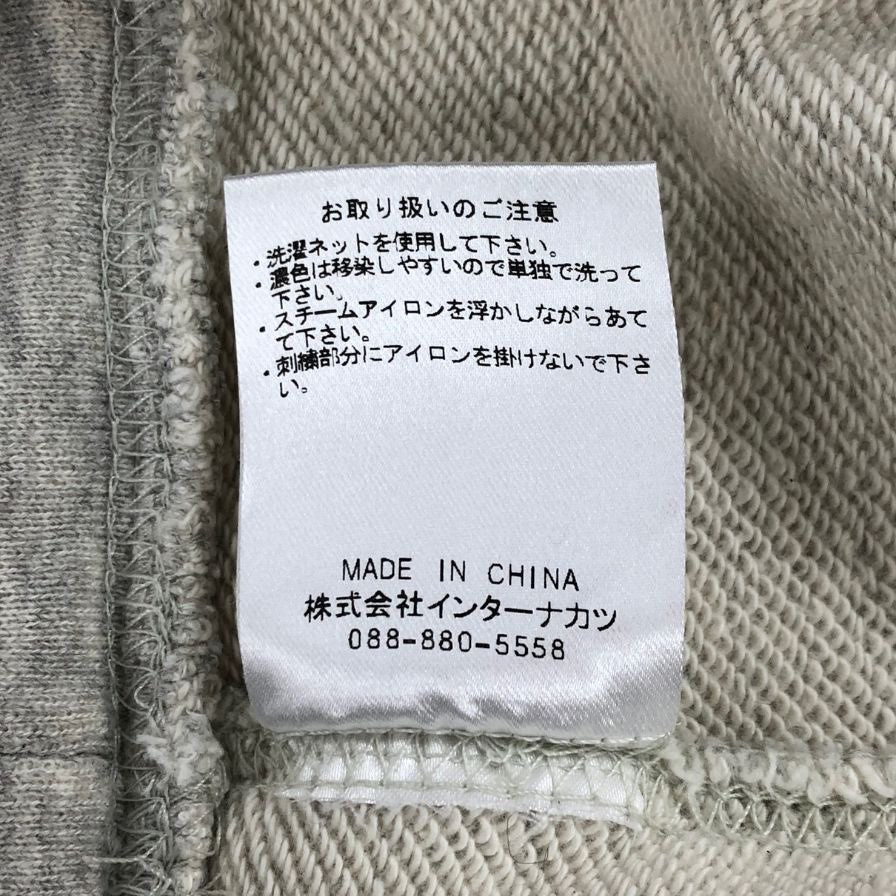 お取り扱いのご注意
・洗濯ネットを使用して下さい。
・濃色は移染しやすいので単独で洗って
下さい。
・スチームアイロンを浮かしながらあて
て下さい。
・刺繍部分にアイロンを掛けないで下さ
い。
MADE IN CHINA
株式会社インターナカツ
088-880-5558